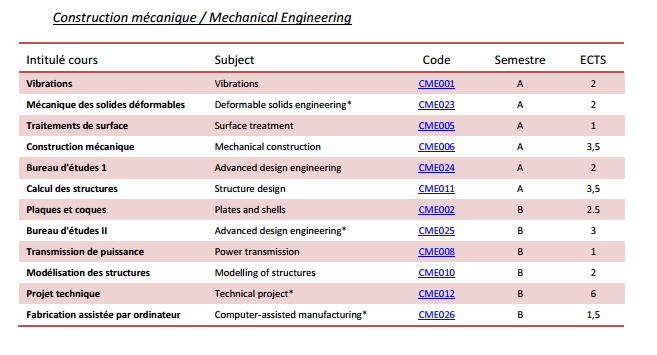 Construction mécanique / Mechanical Engineering
Intitulé cours Subject Code Semestre ECTS
Vibrations Vibrations CME001 A 2
Mécanique des solides déformables Deformable solids engineering* CME023 A 2
Traitements de surface Surface treatment CME005 A 1
Construction mécanique Mechanical construction CME006 A 3,5
Bureau d'études 1 Advanced design engineering CME024 A 2
Calcul des structures Structure design CME011 A 3,5
Plaques et coques Plates and shells CME002 B 2.5
Bureau d'études II Advanced design engineering* CME025 B 3
Transmission de puissance Power transmission CME008 B 1
Modélisation des structures Modelling of structures CME010 B 2
Projet technique Technical project* CME012 B 6
Fabrication assistée par ordinateur Computer-assisted manufacturing* CME026 B 1,5